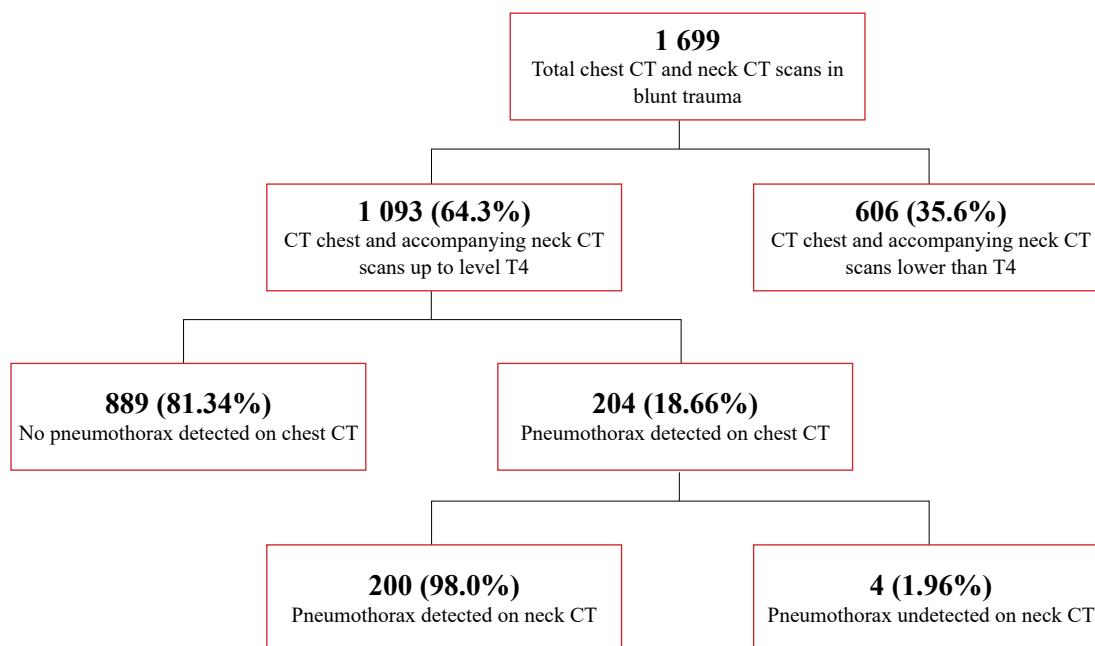 1 699
Total chest CT and neck CT scans in
blunt trauma
1 093 (64.3%)
CT chest and accompanying neck CT
scans up to level T4
606 (35.6%)
CT chest and accompanying neck CT
scans lower than T4
889 (81.34%)
No pneumothorax detected on chest CT
204 (18.66%)
Pneumothorax detected on chest CT
200 (98.0%)
Pneumothorax detected on neck CT
4 (1.96%)
Pneumothorax undetected on neck CT